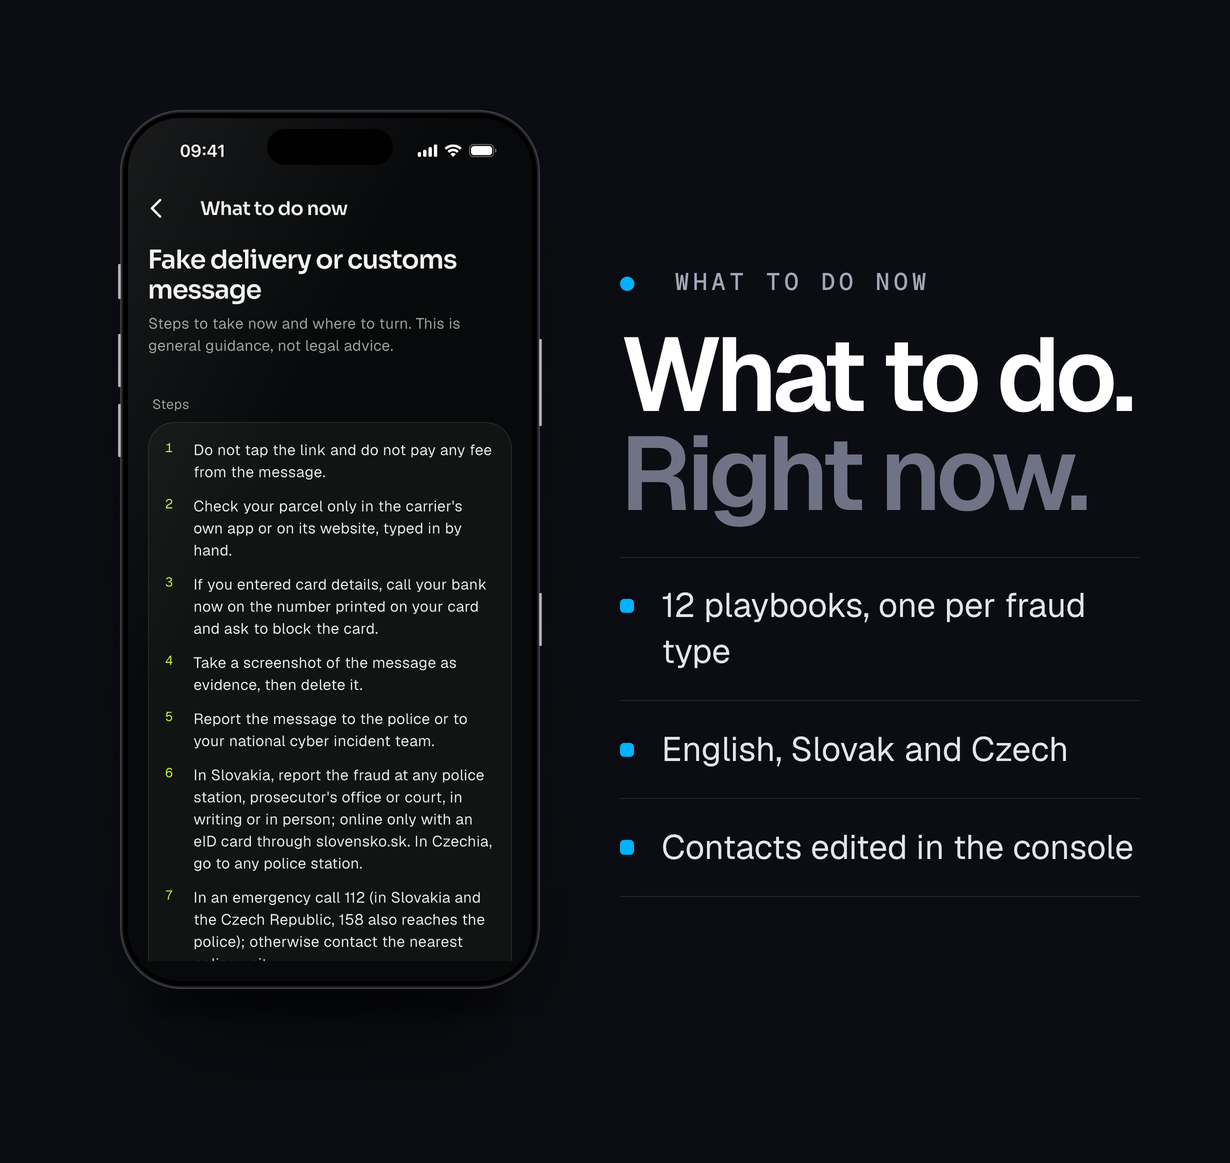 09:41
What to do now
Fake delivery or customs
message
Steps to take now and where to turn. This is
general guidance, not legal advice.
Steps
1 Do not tap the link and do not pay any fee
from the message.
2 Check your parcel only in the carrier's
own app or on its website, typed in by
hand.
3 If you entered card details, call your bank
now on the number printed on your card
and ask to block the card.
4 Take a screenshot of the message as
evidence, then delete it.
5 Report the message to the police or to
your national cyber incident team.
6 In Slovakia, report the fraud at any police
station, prosecutor's office or court, in
writing or in person; online only with an
eID card through slovensko.sk. In Czechia,
go to any police station.
7 In an emergency call 112 (in Slovakia and
the Czech Republic, 158 also reaches the
police); otherwise contact the nearest
WHAT TO DO NOW
What to do.
Right now.
12 playbooks, one per fraud
type
English, Slovak and Czech
Contacts edited in the console